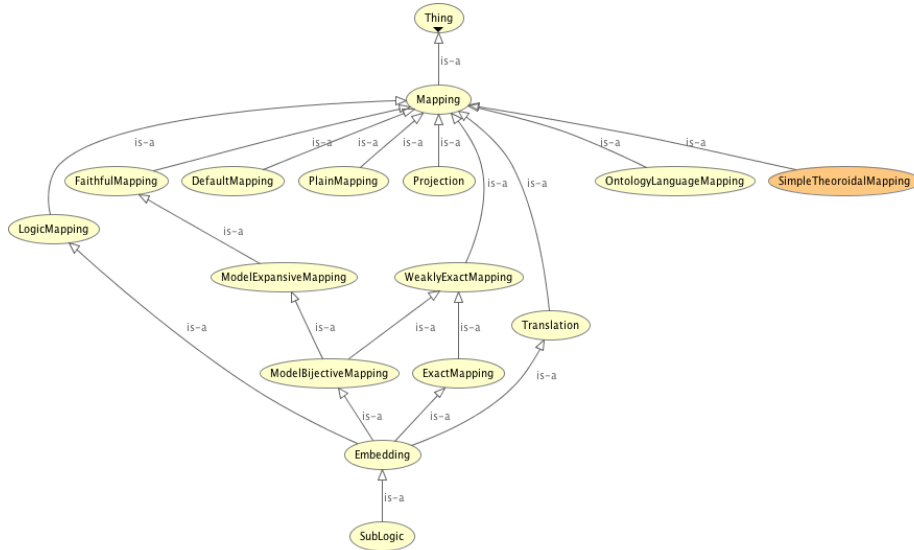 Thing
is-a
Mapping
is-a
is-a
is-a
is-a
is-a
is-a
is-a
FaithfulMapping
DefaultMapping
PlainMapping
Projection
is-a
is-a
OntologyLanguageMapping
SimpleTheoroidalMapping
LogicMapping
is-a
ModelExpansiveMapping
WeaklyExactMapping
is-a
is-a
is-a
Translation
ModelBijectiveMapping
ExactMapping
is-a
is-a
is-a
Embedding
is-a
SubLogic